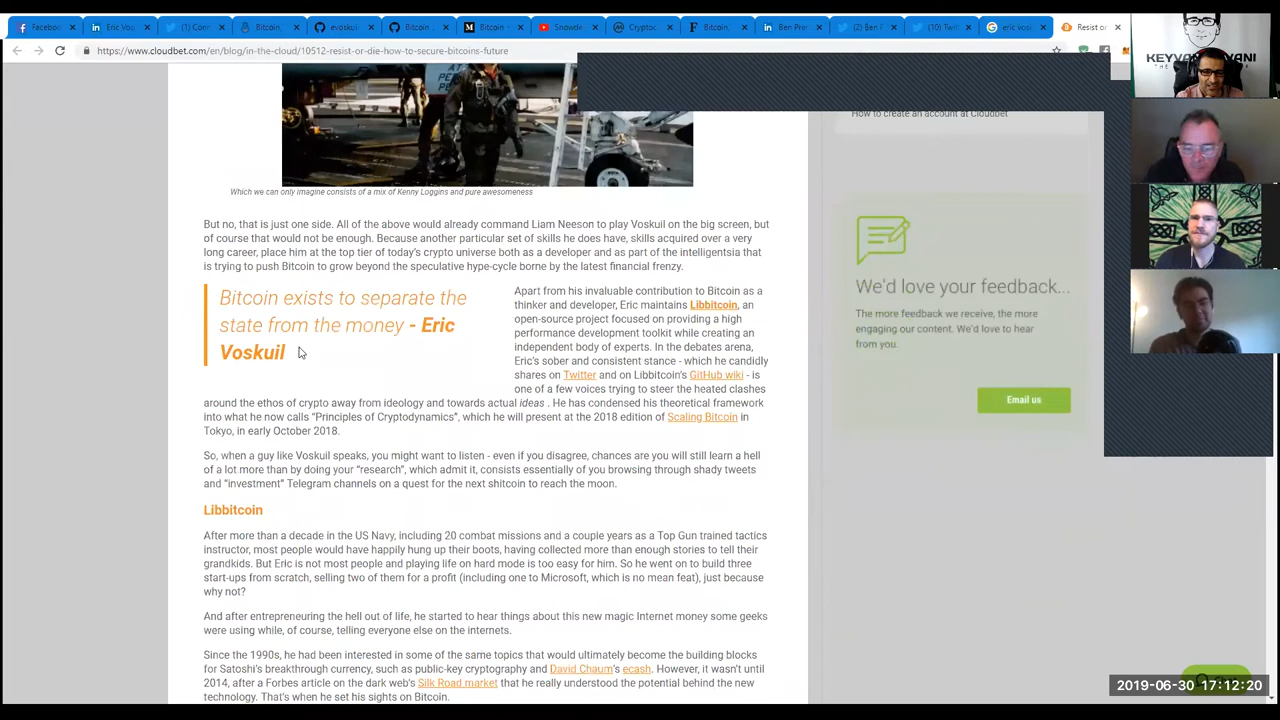 Facebo
Eric Vos
(1) Con
Bitcoin.
evoskui
Bitcoin
Bitcoin
Snowde
Cryptoc
Bitcoin
Ben Pre
(2) Ben
(10) Twit
eric vos
Resist or
https://www.cloudbet.com/en/blog/in-the-cloud/10512-resist-or-die-how-to-secure-bitcoins-future
Which we can only imagine consists of a mix of Kenny Loggins and pure awesomeness
But no, that is just one side. All of the above would already command Liam Neeson to play Voskuil on the big screen, but
of course that would not be enough. Because another particular set of skills he does have, skills acquired over a very
long career, place him at the top tier of today's crypto universe both as a developer and as part of the intelligentsia that
is trying to push Bitcoin to grow beyond the speculative hype-cycle borne by the latest financial frenzy.
Bitcoin exists to separate the
state from the money - Eric
Voskuil
Apart from his invaluable contribution to Bitcoin as a
thinker and developer, Eric maintains Libbitcoin, an
open-source project focused on providing a high
performance development toolkit while creating an
independent body of experts. In the debates arena,
Eric's sober and consistent stance - which he candidly
shares on Twitter and on Libbitcoin's GitHub wiki - is
one of a few voices trying to steer the heated clashes
around the ethos of crypto away from ideology and towards actual ideas . He has condensed his theoretical framework
into what he now calls “Principles of Cryptodynamics”, which he will present at the 2018 edition of Scaling Bitcoin in
Tokyo, in early October 2018.
So, when a guy like Voskuil speaks, you might want to listen - even if you disagree, chances are you will still learn a hell
of a lot more than by doing your “research”, which admit it, consists essentially of you browsing through shady tweets
and “investment” Telegram channels on a quest for the next shitcoin to reach the moon.
Libbitcoin
After more than a decade in the US Navy, including 20 combat missions and a couple years as a Top Gun trained tactics
instructor, most people would have happily hung up their boots, having collected more than enough stories to tell their
grandkids. But Eric is not most people and playing life on hard mode is too easy for him. So he went on to build three
start-ups from scratch, selling two of them for a profit (including one to Microsoft, which is no mean feat), just because
why not?
And after entrepreneuring the hell out of life, he started to hear things about this new magic Internet money some geeks
were using while, of course, telling everyone else on the internets.
Since the 1990s, he had been interested in some of the same topics that would ultimately become the building blocks
for Satoshi's breakthrough currency, such as public-key cryptography and David Chaum's ecash. However, it wasn't until
2014, after a Forbes article on the dark web's Silk Road market that he really understood the potential behind the new
technology. That's when he set his sights on Bitcoin.
How to create an account at Cloudbet
We'd love your feedback...
The more feedback we receive, the more
engaging our content. We'd love to hear
from you.
Email us
2019-06-30 17:12:20